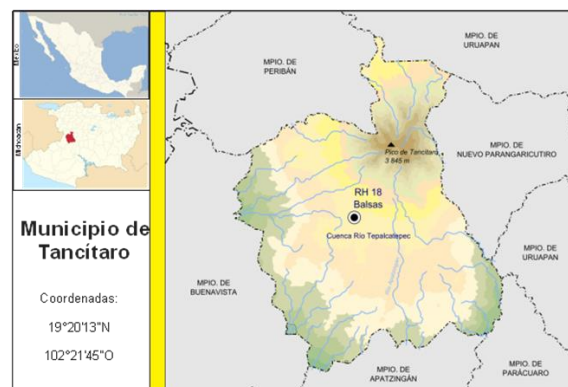 México
Michoacán
Municipio de
Tancítaro
Coordenadas:
19°20'13"N
102°21'45"O
MPIO. DE
URUAPAN
MPIO. DE
PERIBÁN
MPIO. DE
NUEVO PARANGARICUTIRO
Pico de Tancítaro
3 845 m
RH 18
Balsas
Cuenca Río Tepalcatepec
MPIO. DE
URUAPAN
MPIO. DE
BUENAVISTA
MPIO. DE
APATZINGÁN
MPIO. DE
PARÁCUARO